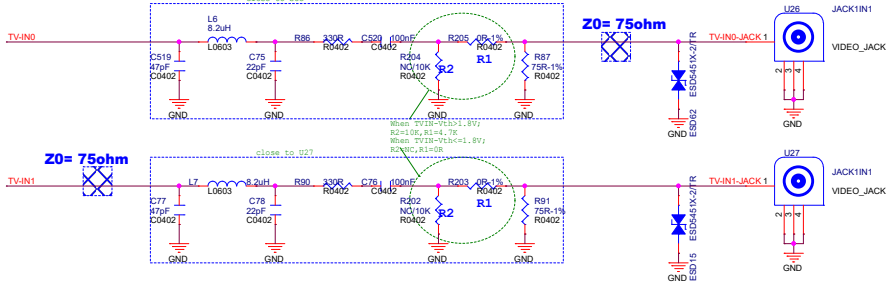 U26
JACK1IN1
L6
8.2uH
Z0= 75ohm
TV-IN0
R86
330R
C520
100nF
R205
0R-1%
TV-IN0-JACK
1
L0603
R0402
C0402
R0402
VIDEO_JACK
C519
47pF
C0402
C75
22pF
C0402
R204
NC/10K
R0402
R2
R1
R87
75R-1%
R0402
ESD5451X-2/TR
ESD62
2
3
4
GND
GND
GND
GND
GND
GND
When TVIN-Vth>1.8V;
R2=10K,R1=4.7K
When TVIN-Vth<=1.8V;
R2=NC,R1=0R
close to U27
U27
JACK1IN1
Z0= 75ohm
TV-IN1
L7
8.2uH
R90
330R
C76
100nF
R203
0R-1%
TV-IN1-JACK
1
L0603
R0402
C0402
R0402
VIDEO_JACK
C77
47pF
C0402
C78
22pF
C0402
R202
NC/10K
R0402
R2
R1
R91
75R-1%
R0402
ESD5451X-2/TR
ESD15
2
3
4
GND
GND
GND
GND
GND
GND